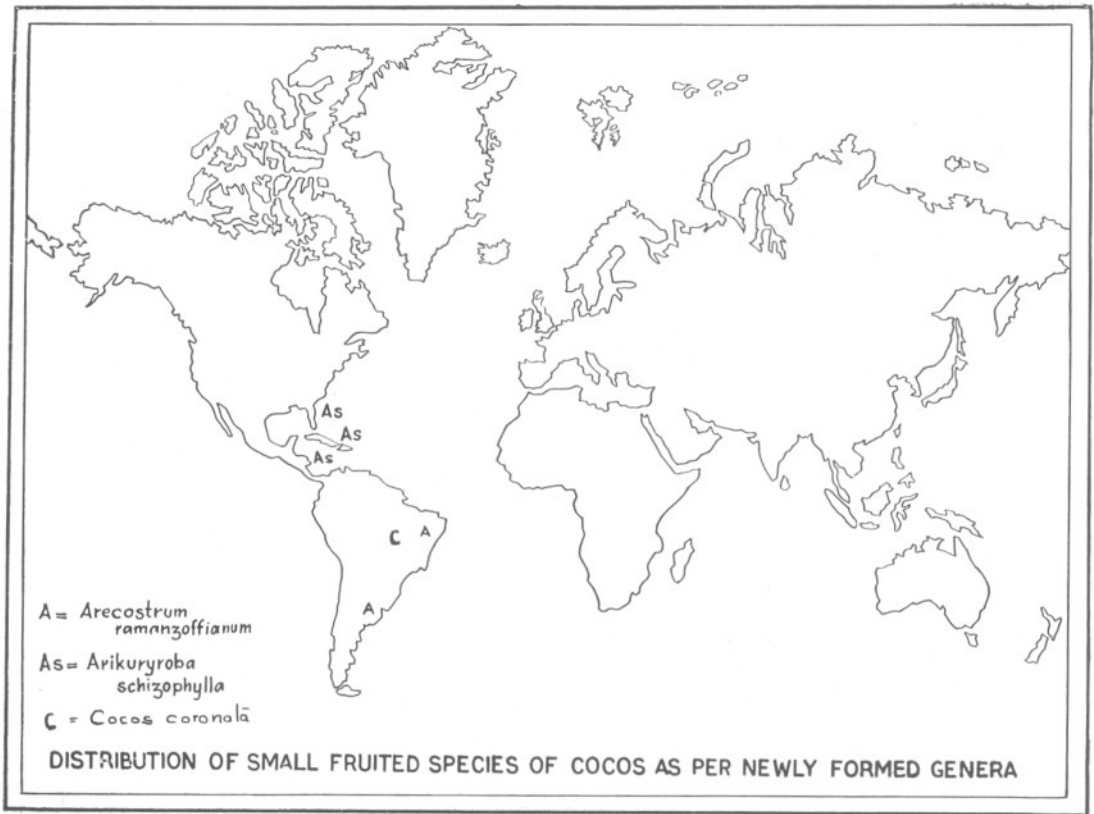 As
As
As
C A
A
A = Arecostrum
ramanzoffianum
As = Arikuryroba
schizophylla
C = Cocos coronatā
DISTRIBUTION OF SMALL FRUITED SPECIES OF COCOS AS PER NEWLY FORMED GENERA